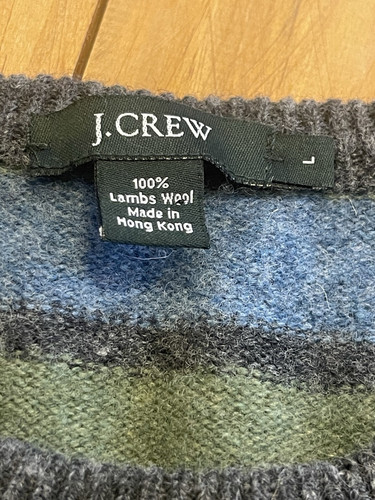 J.CREW
L
100%
Lambs Wool
Made in
Hong Kong